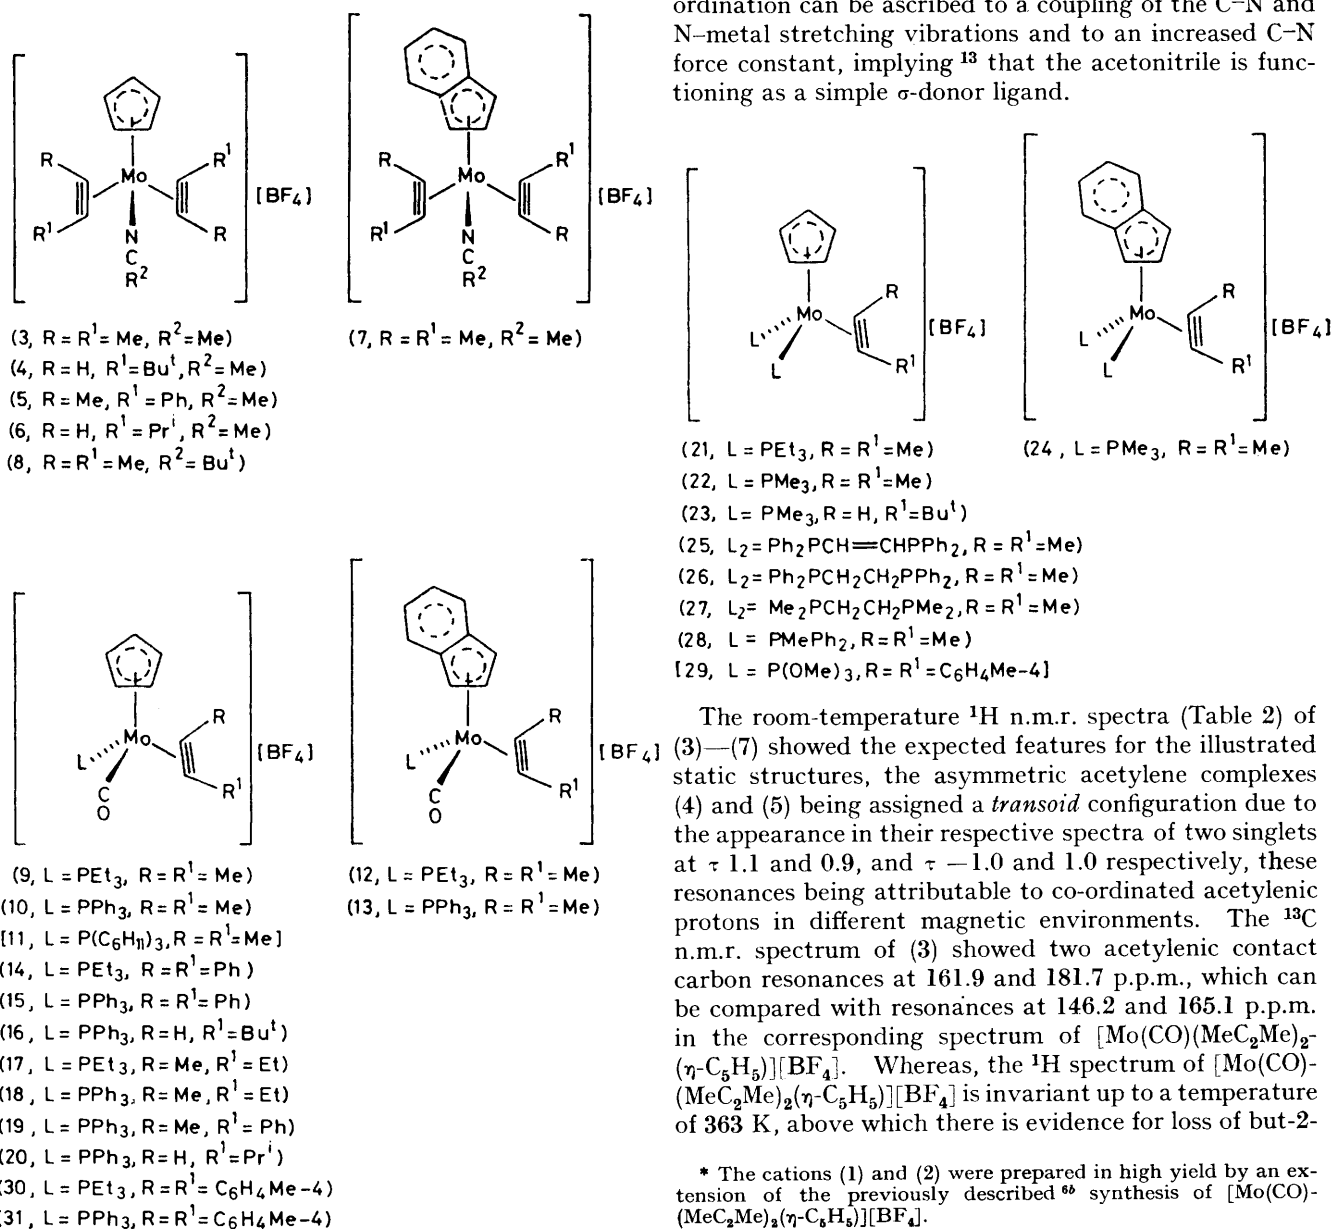 R
R¹
Mo
R¹
R
N
C
R²
[BF₄]
R
R¹
Mo
R¹
R
N
C
R²
[BF₄]
(3, R=R¹=Me, R²=Me)
(4, R=H, R¹=Buᵗ, R²=Me)
(5, R=Me, R¹=Ph, R²=Me)
(6, R=H, R¹=Prⁱ, R²=Me)
(8, R=R¹=Me, R²=Buᵗ)
(7, R=R¹=Me, R²=Me)
R
Mo
L
C
O
R¹
[BF₄]
R
Mo
L
C
O
R¹
[BF₄]
(9, L=PEt₃, R=R¹=Me)
(10, L=PPh₃, R=R¹=Me)
[11, L=P(C₆H₁₁)₃, R=R¹=Me]
(14, L=PEt₃, R=R¹=Ph)
(15, L=PPh₃, R=R¹=Ph)
(16, L=PPh₃, R=H, R¹=Buᵗ)
(17, L=PEt₃, R=Me, R¹=Et)
(18, L=PPh₃, R=Me, R¹=Et)
(19, L=PPh₃, R=Me, R¹=Ph)
(20, L=PPh₃, R=H, R¹=Prⁱ)
(30, L=PEt₃, R=R¹=C₆H₄Me-4)
(31, L=PPh₃, R=R¹=C₆H₄Me-4)
(12, L=PEt₃, R=R¹=Me)
(13, L=PPh₃, R=R¹=Me)
ordination can be ascribed to a coupling of the C–N and
N–metal stretching vibrations and to an increased C–N
force constant, implying ¹³ that the acetonitrile is func-
tioning as a simple σ-donor ligand.
R
Mo
L
L
R¹
[BF₄]
R
Mo
L
L
R¹
[BF₄]
(21, L=PEt₃, R=R¹=Me)
(22, L=PMe₃, R=R¹=Me)
(23, L=PMe₃, R=H, R¹=Buᵗ)
(25, L₂=Ph₂PCH=CHPPh₂, R=R¹=Me)
(26, L₂=Ph₂PCH₂CH₂PPh₂, R=R¹=Me)
(27, L₂=Me₂PCH₂CH₂PMe₂, R=R¹=Me)
(28, L=PMePh₂, R=R¹=Me)
[29, L=P(OMe)₃, R=R¹=C₆H₄Me-4]
(24, L=PMe₃, R=R¹=Me)
The room-temperature ¹H n.m.r. spectra (Table 2) of
(3)—(7) showed the expected features for the illustrated
static structures, the asymmetric acetylene complexes
(4) and (5) being assigned a transoid configuration due to
the appearance in their respective spectra of two singlets
at τ 1.1 and 0.9, and τ −1.0 and 1.0 respectively, these
resonances being attributable to co-ordinated acetylenic
protons in different magnetic environments. The ¹³C
n.m.r. spectrum of (3) showed two acetylenic contact
carbon resonances at 161.9 and 181.7 p.p.m., which can
be compared with resonances at 146.2 and 165.1 p.p.m.
in the corresponding spectrum of [Mo(CO)(MeC₂Me)₂-
(η-C₅H₅)][BF₄]. Whereas, the ¹H spectrum of [Mo(CO)-
(MeC₂Me)₂(η-C₅H₅)][BF₄] is invariant up to a temperature
of 363 K, above which there is evidence for loss of but-2-
* The cations (1) and (2) were prepared in high yield by an ex-
tension of the previously described ⁶ᵇ synthesis of [Mo(CO)-
(MeC₂Me)₂(η-C₅H₅)][BF₄].